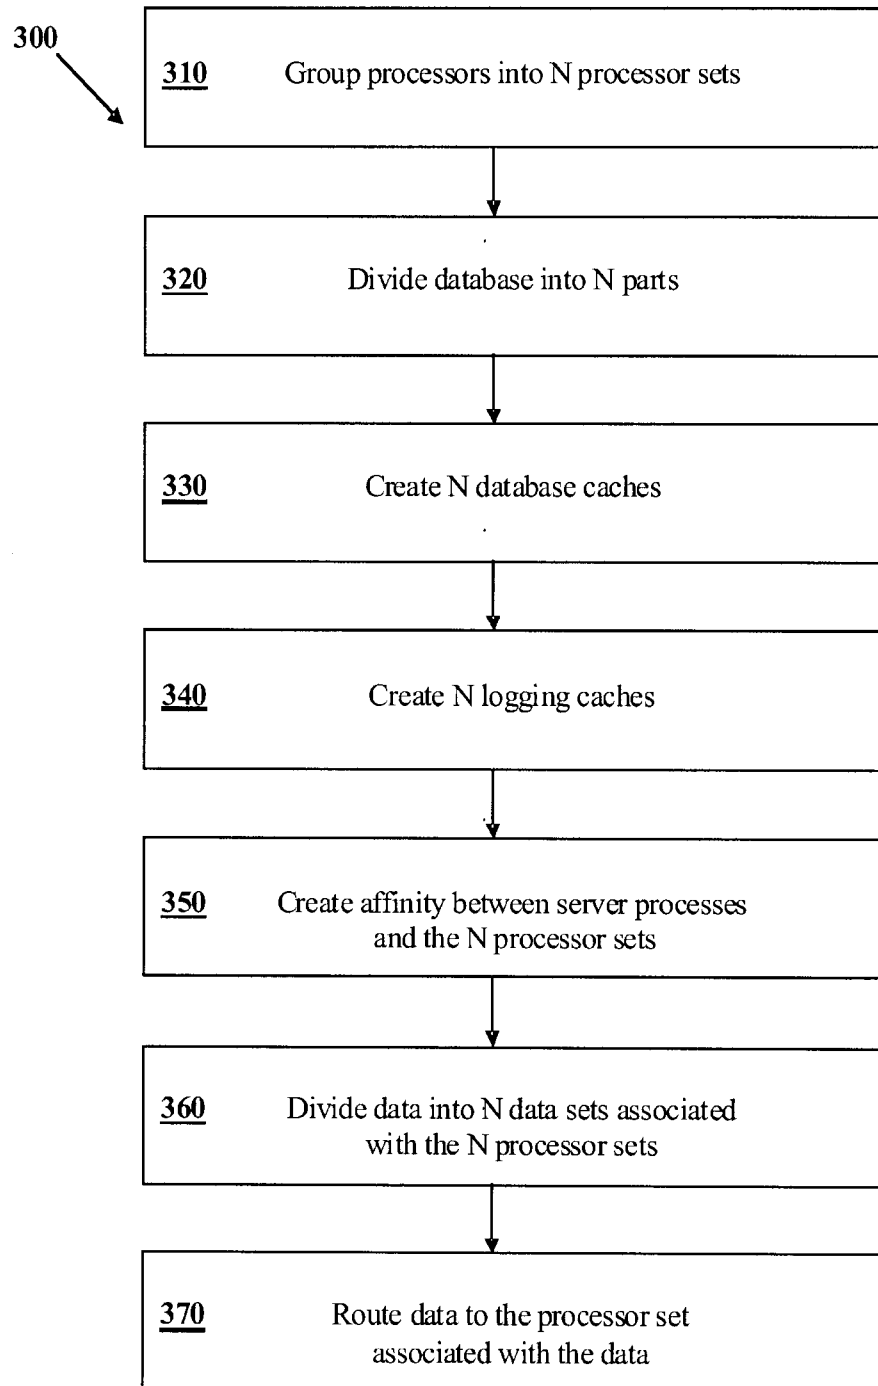 300
310 Group processors into N processor sets
320 Divide database into N parts
330 Create N database caches
340 Create N logging caches
350 Create affinity between server processes
and the N processor sets
360 Divide data into N data sets associated
with the N processor sets
370 Route data to the processor set
associated with the data